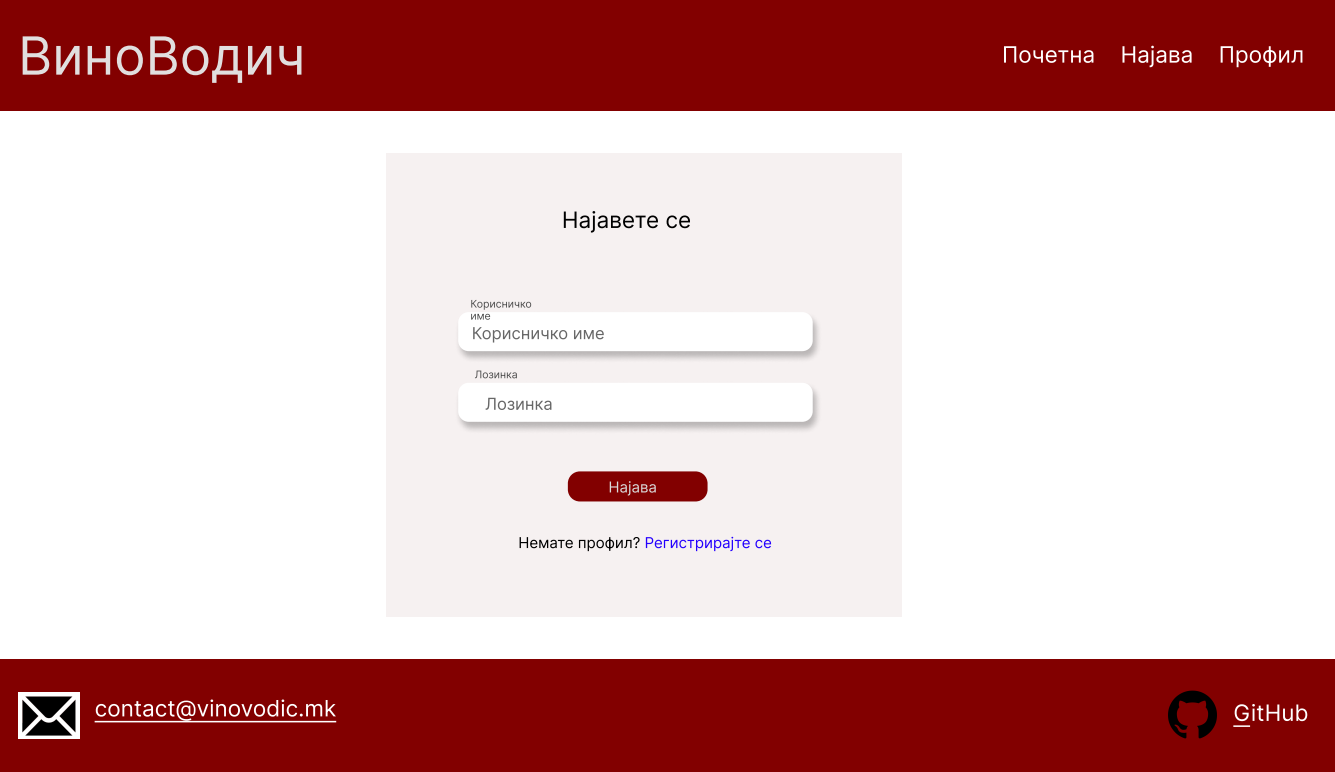 ВиноВодич
Почетна Најава Профил
Најавете се
Корисничко
име
Корисничко име
Лозинка
Лозинка
Најава
Немате профил? Регистрирајте се
contact@vinovodic.mk
GitHub